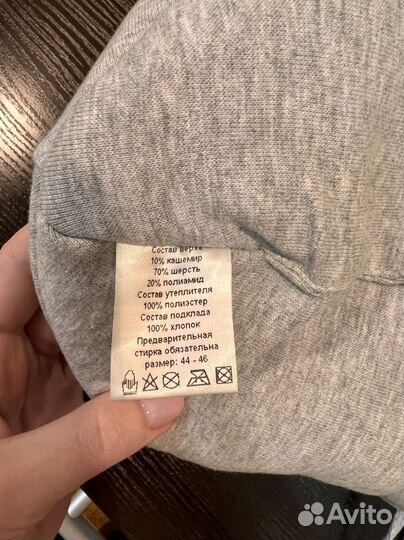 Состав верха
10% кашемир
70% шерсть
20% полиамид
Состав утеплителя
100% полиэстер
Состав подклада
100% хлопок
Предварительная
стирка обязательна
размер: 44 - 46
Avito